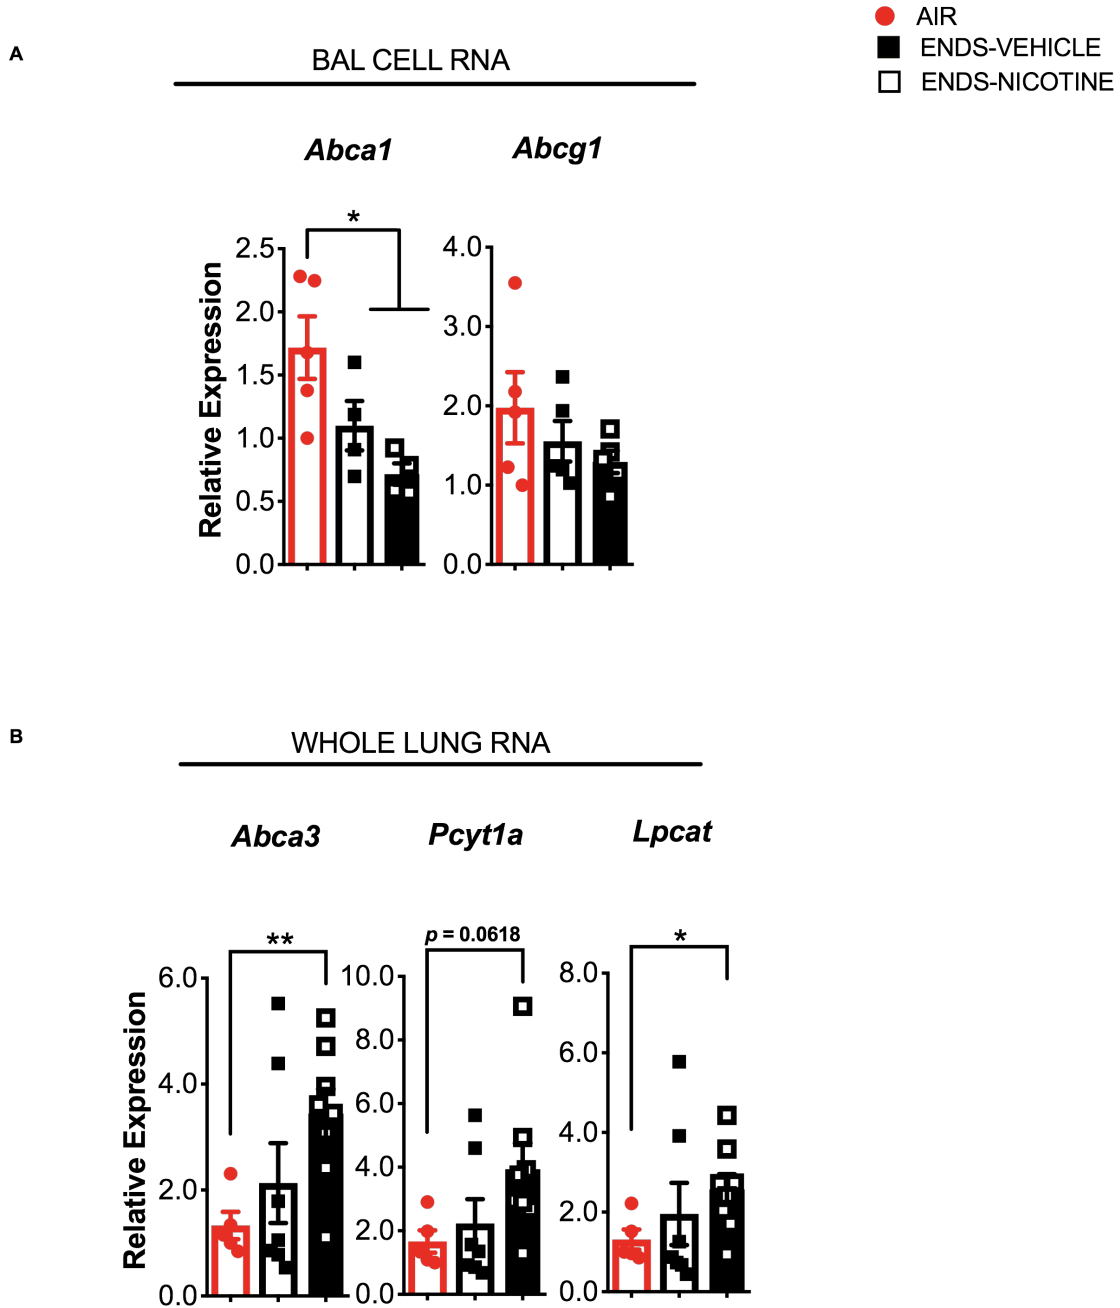 AIR
ENDS-VEHICLE
ENDS-NICOTINE
A
BAL CELL RNA
Abca1
Abcg1
*
Relative Expression
2.5
2.0
1.5
1.0
0.5
0.0
4.0
3.0
2.0
1.0
0.0
B
WHOLE LUNG RNA
Abca3
Pcyt1a
Lpcat
**
p = 0.0618
*
Relative Expression
6.0
4.0
2.0
0.0
10.0
8.0
6.0
4.0
2.0
0.0
8.0
6.0
4.0
2.0
0.0